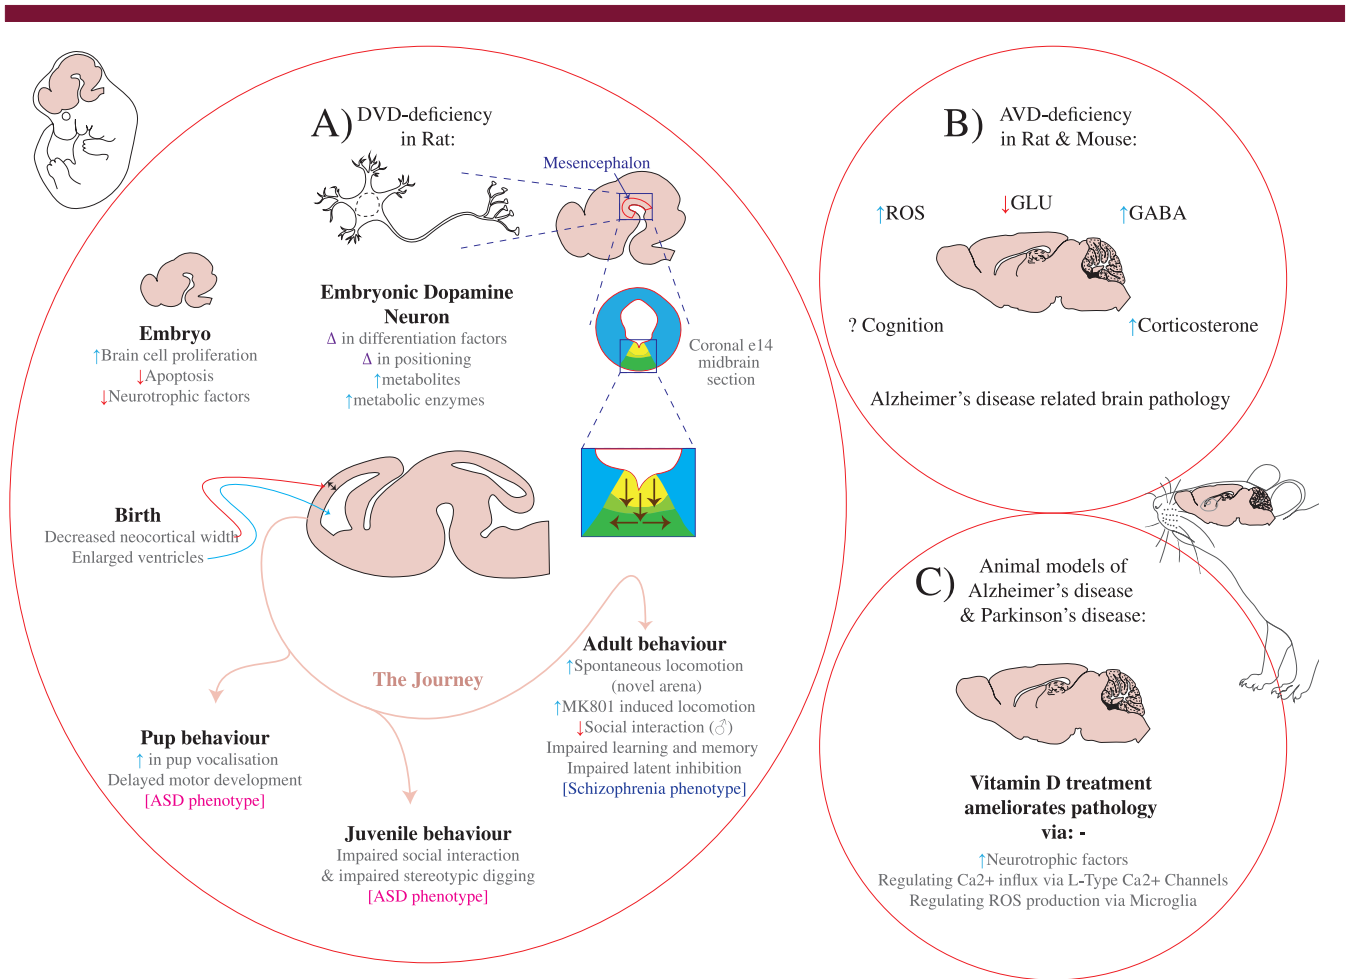 A) DVD-deficiency
in Rat:
Mesencephalon
Embryo
↑Brain cell proliferation
↓Apoptosis
↓Neurotrophic factors
Embryonic Dopamine
Neuron
Δ in differentiation factors
Δ in positioning
↑metabolites
↑metabolic enzymes
Coronal e14
midbrain
section
Birth
Decreased neocortical width
Enlarged ventricles
The Journey
Pup behaviour
↑ in pup vocalisation
Delayed motor development
[ASD phenotype]
Juvenile behaviour
Impaired social interaction
& impaired stereotypic digging
[ASD phenotype]
Adult behaviour
↑Spontaneous locomotion
(novel arena)
↑MK801 induced locomotion
↓Social interaction (♂)
Impaired learning and memory
Impaired latent inhibition
[Schizophrenia phenotype]
B) AVD-deficiency
in Rat & Mouse:
↑ROS
↓GLU
↑GABA
? Cognition
↑Corticosterone
Alzheimer's disease related brain pathology
C) Animal models of
Alzheimer's disease
& Parkinson's disease:
Vitamin D treatment
ameliorates pathology
via: -
↑Neurotrophic factors
Regulating Ca2+ influx via L-Type Ca2+ Channels
Regulating ROS production via Microglia